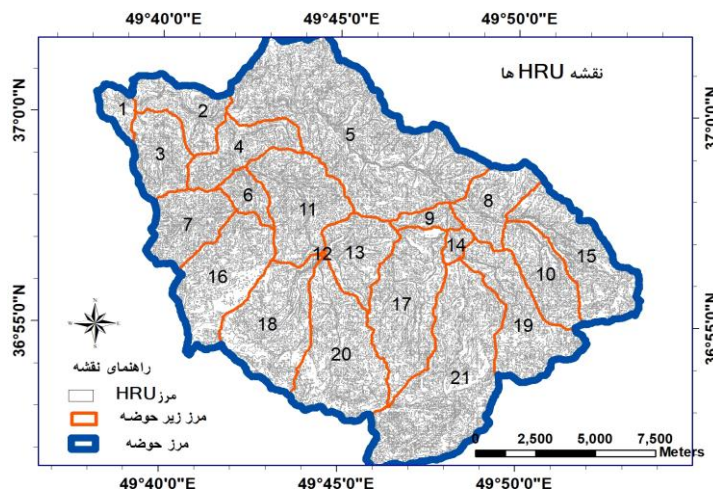 49°40'0"E 49°45'0"E 49°50'0"E
نقشه HRU ها
37°0'0"N 37°0'0"N
1 2 5
3 4
6 8
7 11 9
12 13 14 15
16 10
17
18 19
20 21
36°55'0"N 36°55'0"N
راهنمای نقشه
مرزHRU
مرز زیر حوضه
مرز حوضه
0 2,500 5,000 7,500
Meters
49°40'0"E 49°45'0"E 49°50'0"E